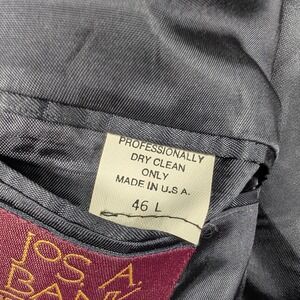 PROFESSIONALLY
DRY CLEAN
ONLY
MADE IN U.S.A.
46 L
JOS. A.
BANK